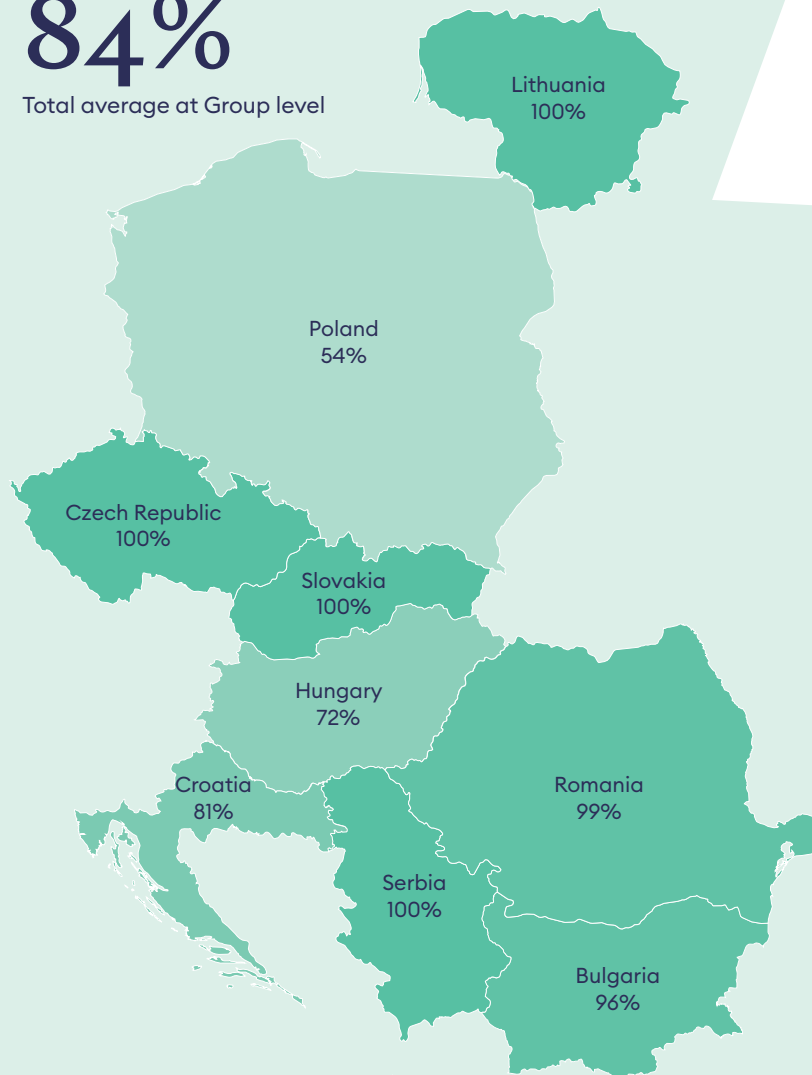 84%
Total average at Group level
Lithuania
100%
Poland
54%
Czech Republic
100%
Slovakia
100%
Hungary
72%
Croatia
81%
Romania
99%
Serbia
100%
Bulgaria
96%